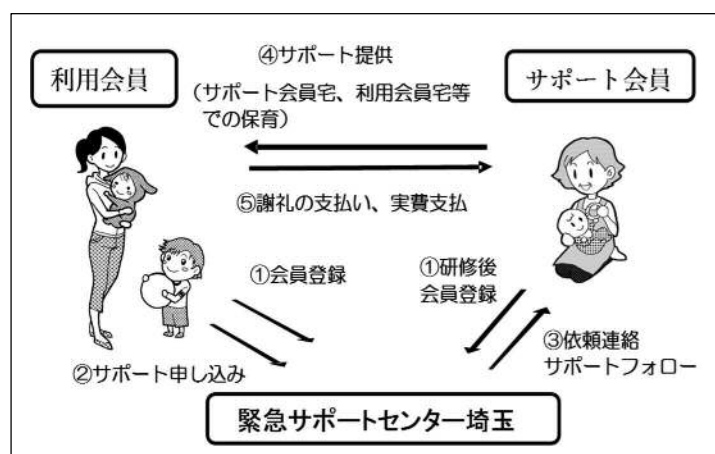 利用会員
④サポート提供
サポート会員
(サポート会員宅、利用会員宅等
での保育)
⑤謝礼の支払い、実費支払
①会員登録
①研修後
会員登録
②サポート申し込み
③依頼連絡
サポートフォロー
緊急サポートセンター埼玉